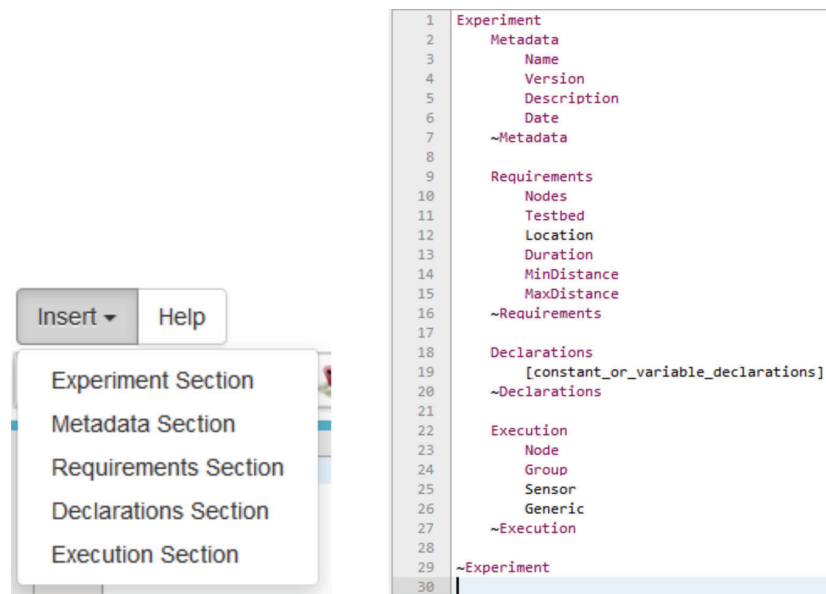 Insert Help
Experiment Section
Metadata Section
Requirements Section
Declarations Section
Execution Section
1 Experiment
2 Metadata
3 Name
4 Version
5 Description
6 Date
7 ~Metadata
8
9 Requirements
10 Nodes
11 Testbed
12 Location
13 Duration
14 MinDistance
15 MaxDistance
16 ~Requirements
17
18 Declarations
19 [constant_or_variable_declarations]
20 ~Declarations
21
22 Execution
23 Node
24 Group
25 Sensor
26 Generic
27 ~Execution
28
29 ~Experiment
30